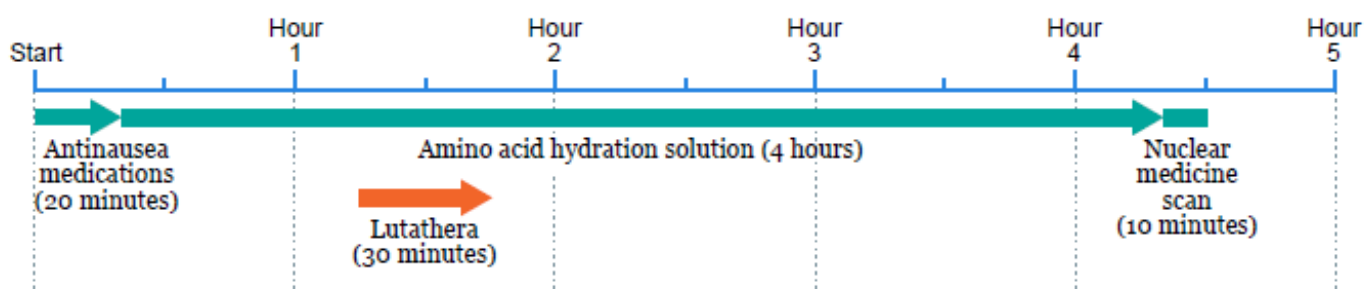 Start
Hour
1
Hour
2
Hour
3
Hour
4
Hour
5
Antinausea
medications
(20 minutes)
Amino acid hydration solution (4 hours)
Nuclear
medicine
scan
(10 minutes)
Lutathera
(30 minutes)